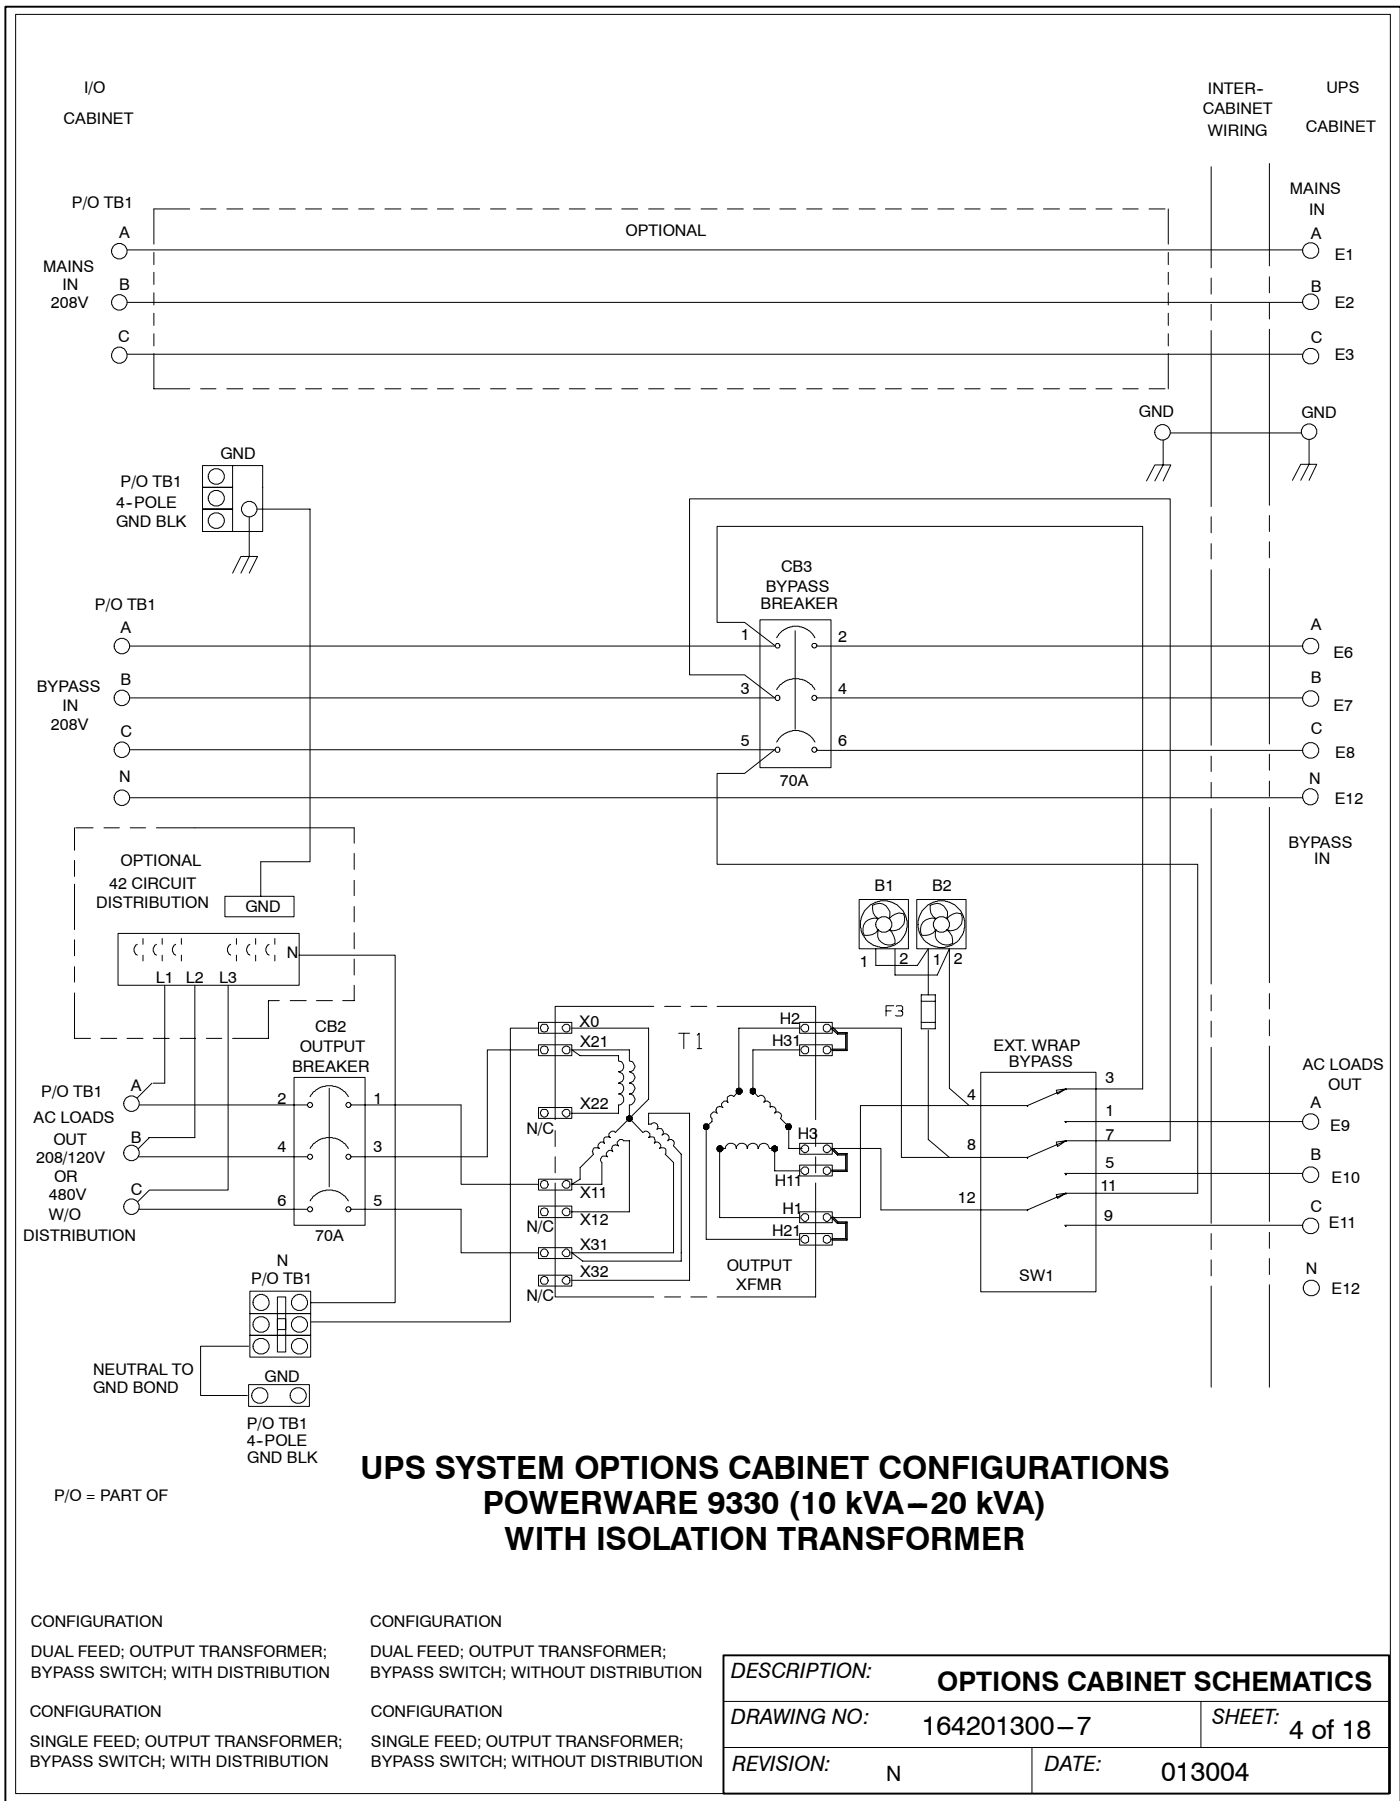 I/O
CABINET
INTER-
CABINET
WIRING
UPS
CABINET
P/O TB1
MAINS
IN
OPTIONAL
A
A
E1
MAINS
IN
208V
B
B
E2
C
C
E3
GND
GND
GND
P/O TB1
4-POLE
GND BLK
CB3
BYPASS
BREAKER
P/O TB1
A
1
2
A
E6
BYPASS
IN
208V
B
3
4
B
E7
C
5
6
C
E8
N
70A
N
E12
BYPASS
IN
OPTIONAL
42 CIRCUIT
DISTRIBUTION
GND
N
L1 L2 L3
B1 B2
1 2 1 2
F3
CB2
OUTPUT
BREAKER
X0
X21
T1
H2
H31
EXT. WRAP
BYPASS
AC LOADS
OUT
P/O TB1
AC LOADS
OUT
208/120V
OR
480V
W/O
DISTRIBUTION
A
2
1
B
4
3
C
6
5
70A
X22
N/C
X11
X12
N/C
X31
X32
N/C
H3
H11
H1
H21
OUTPUT
XFMR
4
3
1
8
7
5
12
11
9
SW1
A
E9
B
E10
C
E11
N
E12
N
P/O TB1
NEUTRAL TO
GND BOND
GND
P/O TB1
4-POLE
GND BLK
P/O = PART OF
UPS SYSTEM OPTIONS CABINET CONFIGURATIONS
POWERWARE 9330 (10 kVA–20 kVA)
WITH ISOLATION TRANSFORMER
CONFIGURATION
DUAL FEED; OUTPUT TRANSFORMER;
BYPASS SWITCH; WITH DISTRIBUTION
CONFIGURATION
DUAL FEED; OUTPUT TRANSFORMER;
BYPASS SWITCH; WITHOUT DISTRIBUTION
CONFIGURATION
SINGLE FEED; OUTPUT TRANSFORMER;
BYPASS SWITCH; WITH DISTRIBUTION
CONFIGURATION
SINGLE FEED; OUTPUT TRANSFORMER;
BYPASS SWITCH; WITHOUT DISTRIBUTION
DESCRIPTION: OPTIONS CABINET SCHEMATICS
DRAWING NO: 164201300–7 SHEET: 4 of 18
REVISION: N DATE: 013004